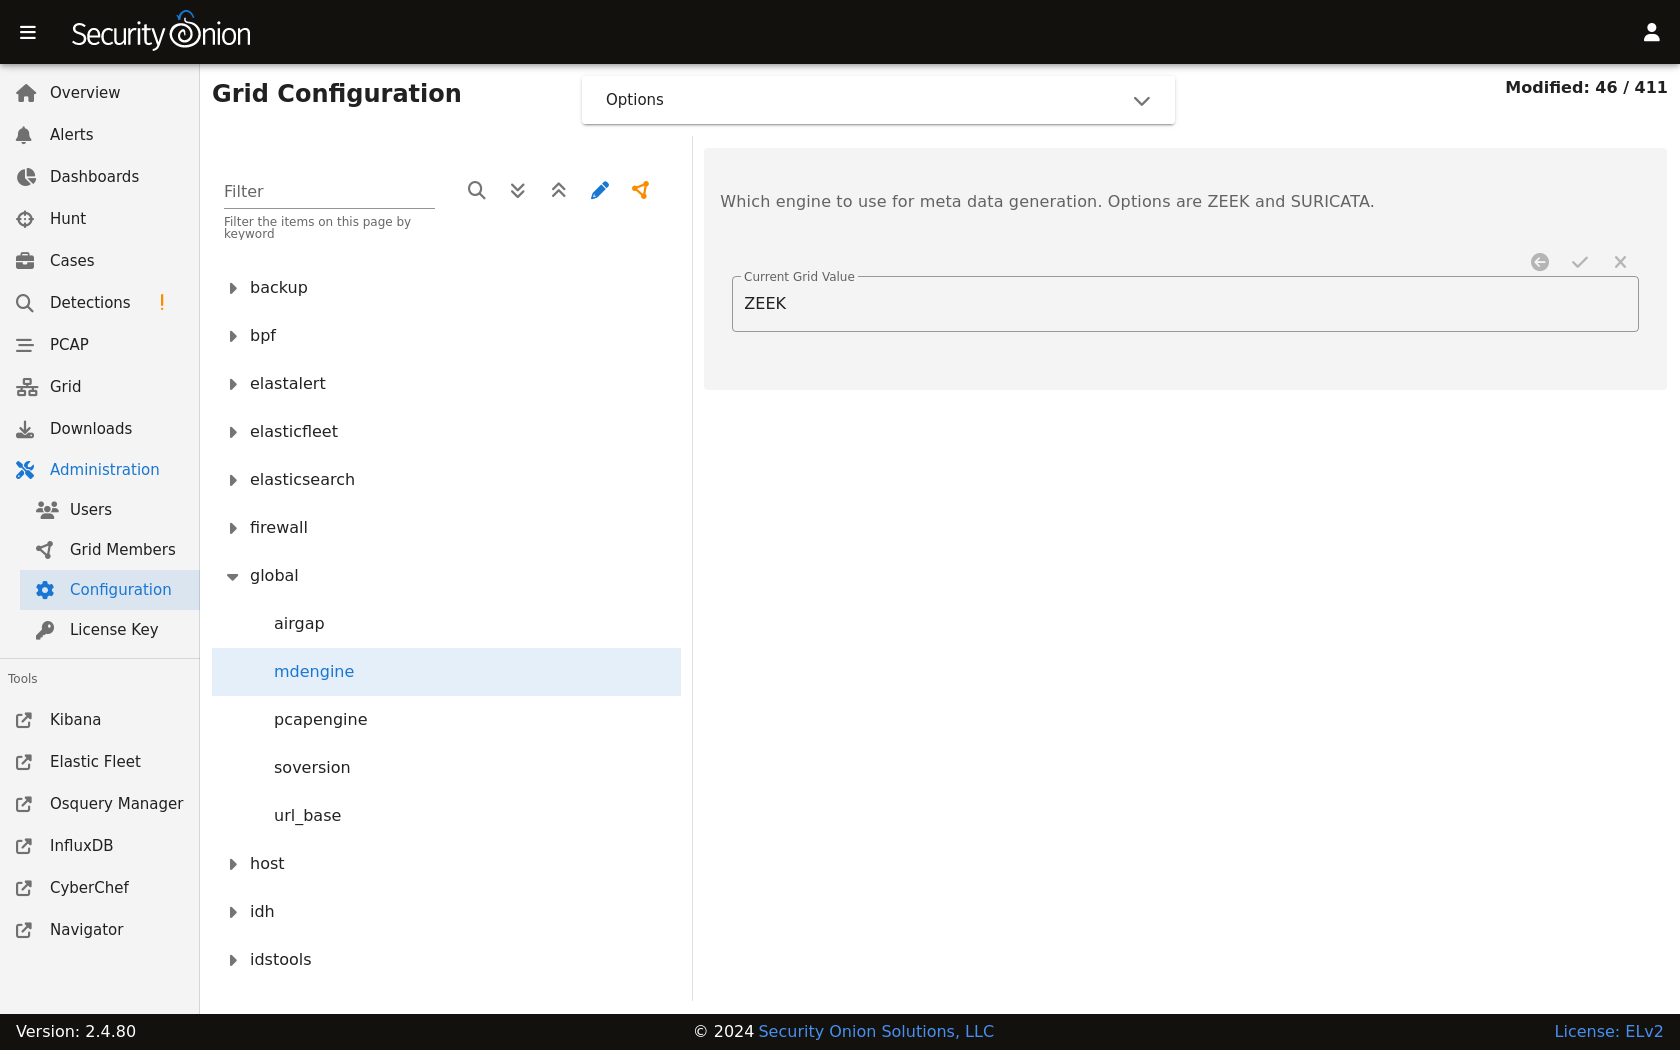 Security Onion
Overview
Alerts
Dashboards
Hunt
Cases
Detections !
PCAP
Grid
Downloads
Administration
Users
Grid Members
Configuration
License Key
Tools
Kibana
Elastic Fleet
Osquery Manager
InfluxDB
CyberChef
Navigator
Grid Configuration
Options
Modified: 46 / 411
Filter
Filter the items on this page by
keyword
backup
bpf
elastalert
elasticfleet
elasticsearch
firewall
global
airgap
mdengine
pcapengine
soversion
url_base
host
idh
idstools
Which engine to use for meta data generation. Options are ZEEK and SURICATA.
Current Grid Value
ZEEK
Version: 2.4.80
© 2024 Security Onion Solutions, LLC
License: ELv2